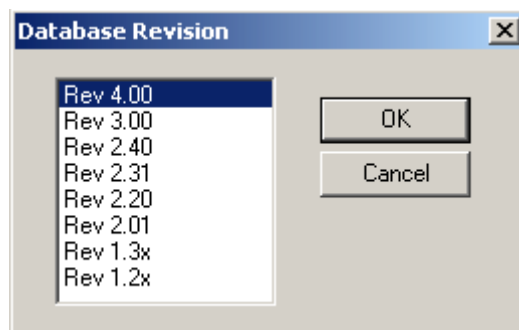 Database Revision
Rev 4.00
Rev 3.00
Rev 2.40
Rev 2.31
Rev 2.20
Rev 2.01
Rev 1.3x
Rev 1.2x
OK
Cancel